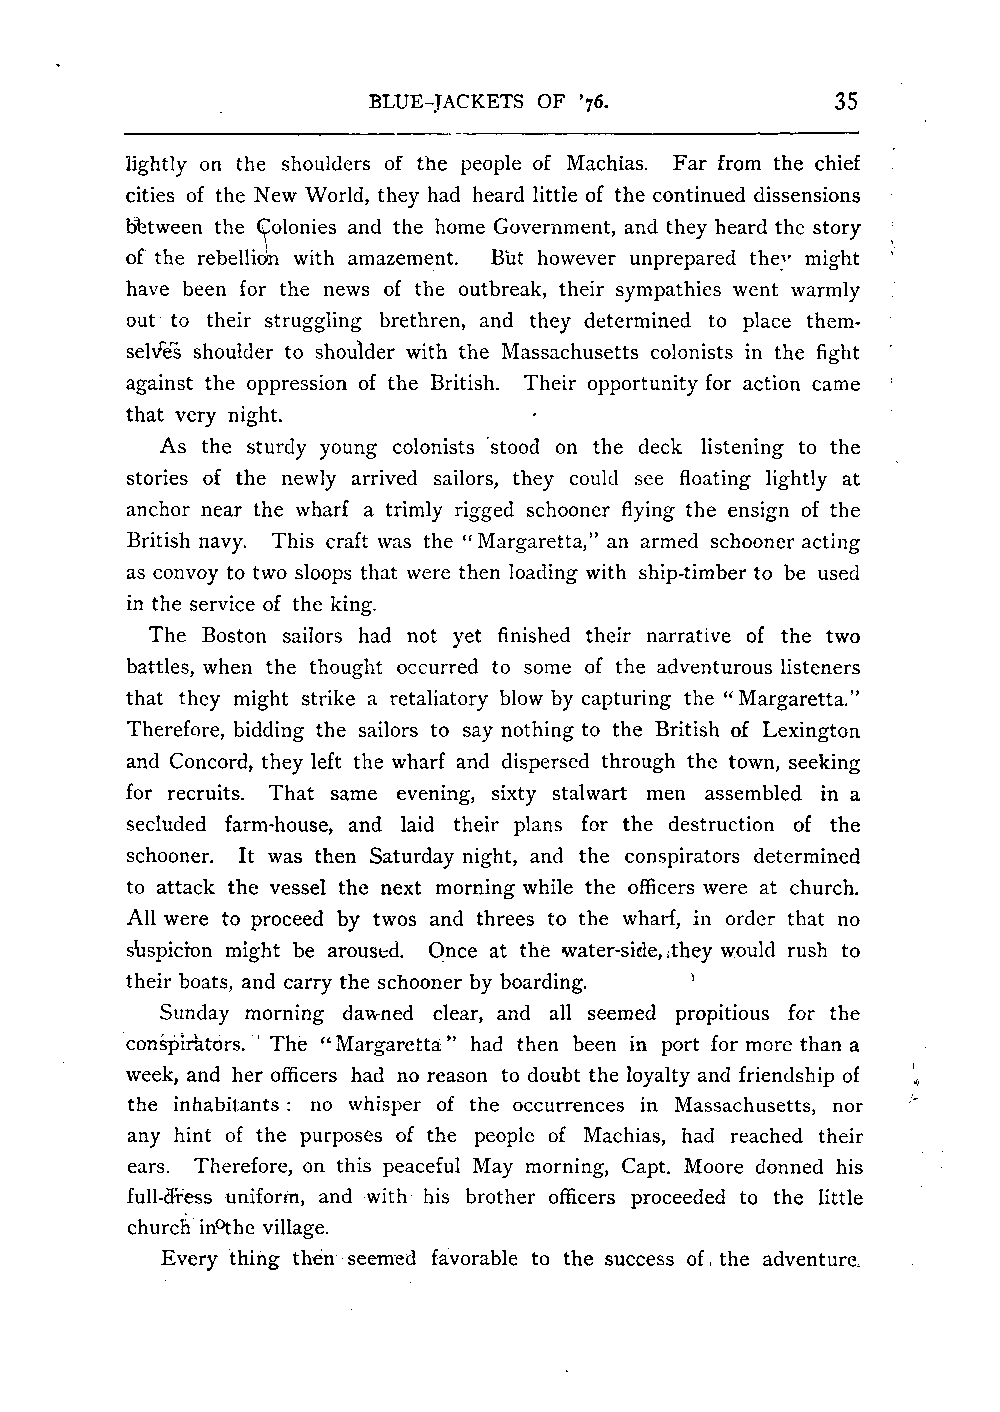 BLUE-JACKETS OF '76. 35
lightly on the shoulders of the people of Machias. Far from the chief
cities of the New World, they had heard little of the continued dissensions
between the Colonies and the home Government, and they heard the story
of the rebellion with amazement. But however unprepared they might
have been for the news of the outbreak, their sympathies went warmly
out to their struggling brethren, and they determined to place them-
selves shoulder to shoulder with the Massachusetts colonists in the fight
against the oppression of the British. Their opportunity for action came
that very night.
As the sturdy young colonists stood on the deck listening to the
stories of the newly arrived sailors, they could see floating lightly at
anchor near the wharf a trimly rigged schooner flying the ensign of the
British navy. This craft was the "Margaretta," an armed schooner acting
as convoy to two sloops that were then loading with ship-timber to be used
in the service of the king.
The Boston sailors had not yet finished their narrative of the two
battles, when the thought occurred to some of the adventurous listeners
that they might strike a retaliatory blow by capturing the "Margaretta."
Therefore, bidding the sailors to say nothing to the British of Lexington
and Concord, they left the wharf and dispersed through the town, seeking
for recruits. That same evening, sixty stalwart men assembled in a
secluded farm-house, and laid their plans for the destruction of the
schooner. It was then Saturday night, and the conspirators determined
to attack the vessel the next morning while the officers were at church.
All were to proceed by twos and threes to the wharf, in order that no
suspicion might be aroused. Once at the water-side, they would rush to
their boats, and carry the schooner by boarding.
Sunday morning dawned clear, and all seemed propitious for the
conspirators. The "Margaretta" had then been in port for more than a
week, and her officers had no reason to doubt the loyalty and friendship of
the inhabitants: no whisper of the occurrences in Massachusetts, nor
any hint of the purposes of the people of Machias, had reached their
ears. Therefore, on this peaceful May morning, Capt. Moore donned his
full-dress uniform, and with his brother officers proceeded to the little
church in the village.
Every thing then seemed favorable to the success of the adventure.